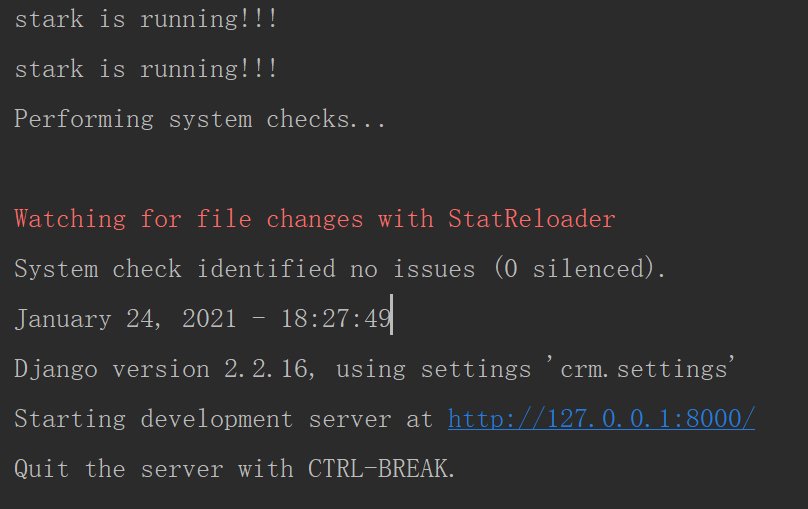 stark is running!!!
stark is running!!!
Performing system checks...
Watching for file changes with StatReloader
System check identified no issues (0 silenced).
January 24, 2021 - 18:27:49
Django version 2.2.16, using settings 'crm.settings'
Starting development server at http://127.0.0.1:8000/
Quit the server with CTRL-BREAK.